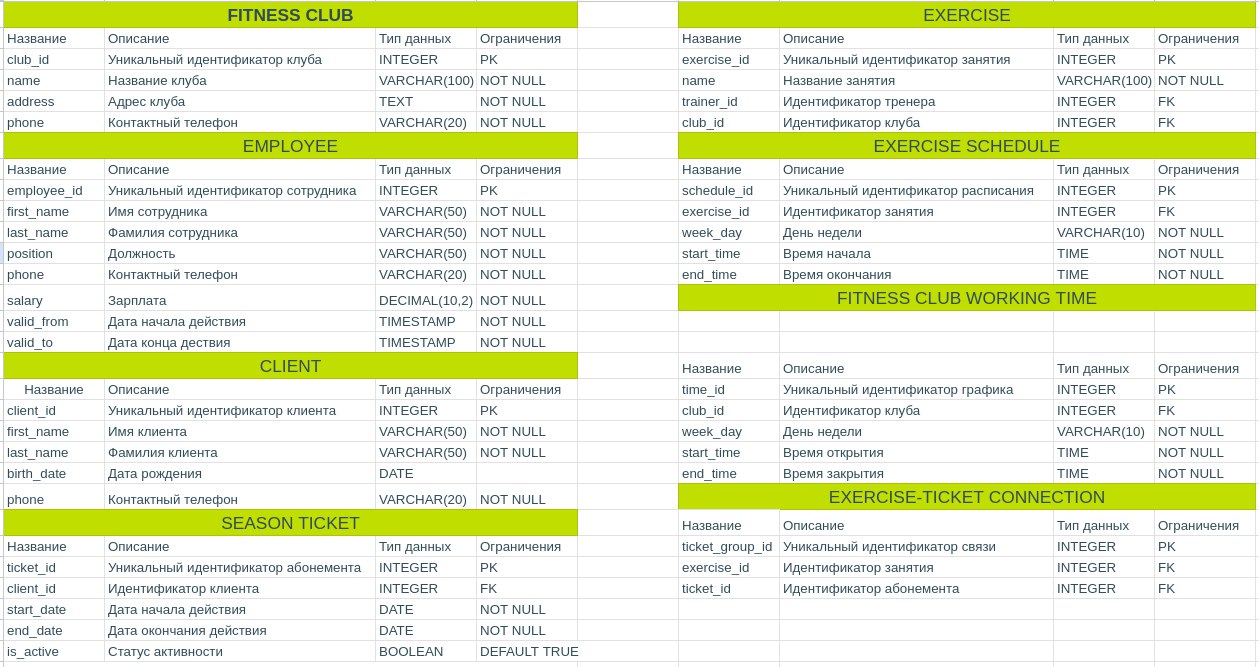 FITNESS CLUB
Название Описание Тип данных Ограничения
club_id Уникальный идентификатор клуба INTEGER PK
name Название клуба VARCHAR(100) NOT NULL
address Адрес клуба TEXT NOT NULL
phone Контактный телефон VARCHAR(20) NOT NULL
EMPLOYEE
Название Описание Тип данных Ограничения
employee_id Уникальный идентификатор сотрудника INTEGER PK
first_name Имя сотрудника VARCHAR(50) NOT NULL
last_name Фамилия сотрудника VARCHAR(50) NOT NULL
position Должность VARCHAR(50) NOT NULL
phone Контактный телефон VARCHAR(20) NOT NULL
salary Зарплата DECIMAL(10,2) NOT NULL
valid_from Дата начала действия TIMESTAMP NOT NULL
valid_to Дата конца дествия TIMESTAMP NOT NULL
CLIENT
Название Описание Тип данных Ограничения
client_id Уникальный идентификатор клиента INTEGER PK
first_name Имя клиента VARCHAR(50) NOT NULL
last_name Фамилия клиента VARCHAR(50) NOT NULL
birth_date Дата рождения DATE
phone Контактный телефон VARCHAR(20) NOT NULL
SEASON TICKET
Название Описание Тип данных Ограничения
ticket_id Уникальный идентификатор абонемента INTEGER PK
client_id Идентификатор клиента INTEGER FK
start_date Дата начала действия DATE NOT NULL
end_date Дата окончания действия DATE NOT NULL
is_active Статус активности BOOLEAN DEFAULT TRUE
EXERCISE
Название Описание Тип данных Ограничения
exercise_id Уникальный идентификатор занятия INTEGER PK
name Название занятия VARCHAR(100) NOT NULL
trainer_id Идентификатор тренера INTEGER FK
club_id Идентификатор клуба INTEGER FK
EXERCISE SCHEDULE
Название Описание Тип данных Ограничения
schedule_id Уникальный идентификатор расписания INTEGER PK
exercise_id Идентификатор занятия INTEGER FK
week_day День недели VARCHAR(10) NOT NULL
start_time Время начала TIME NOT NULL
end_time Время окончания TIME NOT NULL
FITNESS CLUB WORKING TIME
Название Описание Тип данных Ограничения
time_id Уникальный идентификатор графика INTEGER PK
club_id Идентификатор клуба INTEGER FK
week_day День недели VARCHAR(10) NOT NULL
start_time Время открытия TIME NOT NULL
end_time Время закрытия TIME NOT NULL
EXERCISE-TICKET CONNECTION
Название Описание Тип данных Ограничения
ticket_group_id Уникальный идентификатор связи INTEGER PK
exercise_id Идентификатор занятия INTEGER FK
ticket_id Идентификатор абонемента INTEGER FK